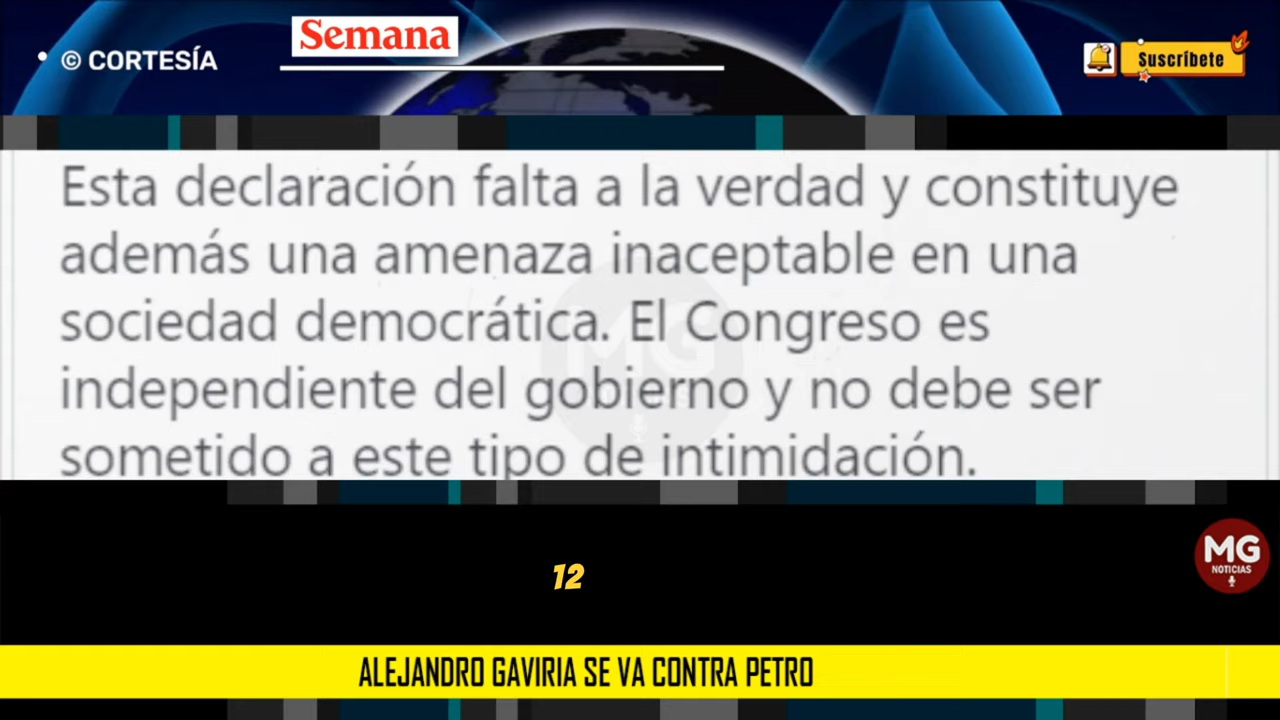 Semana
© CORTESÍA
Suscríbete
Esta declaración falta a la verdad y constituye
además una amenaza inaceptable en una
sociedad democrática. El Congreso es
independiente del gobierno y no debe ser
sometido a este tipo de intimidación.
MG
MG
NOTICIAS
12
ALEJANDRO GAVIRIA SE VA CONTRA PETRO